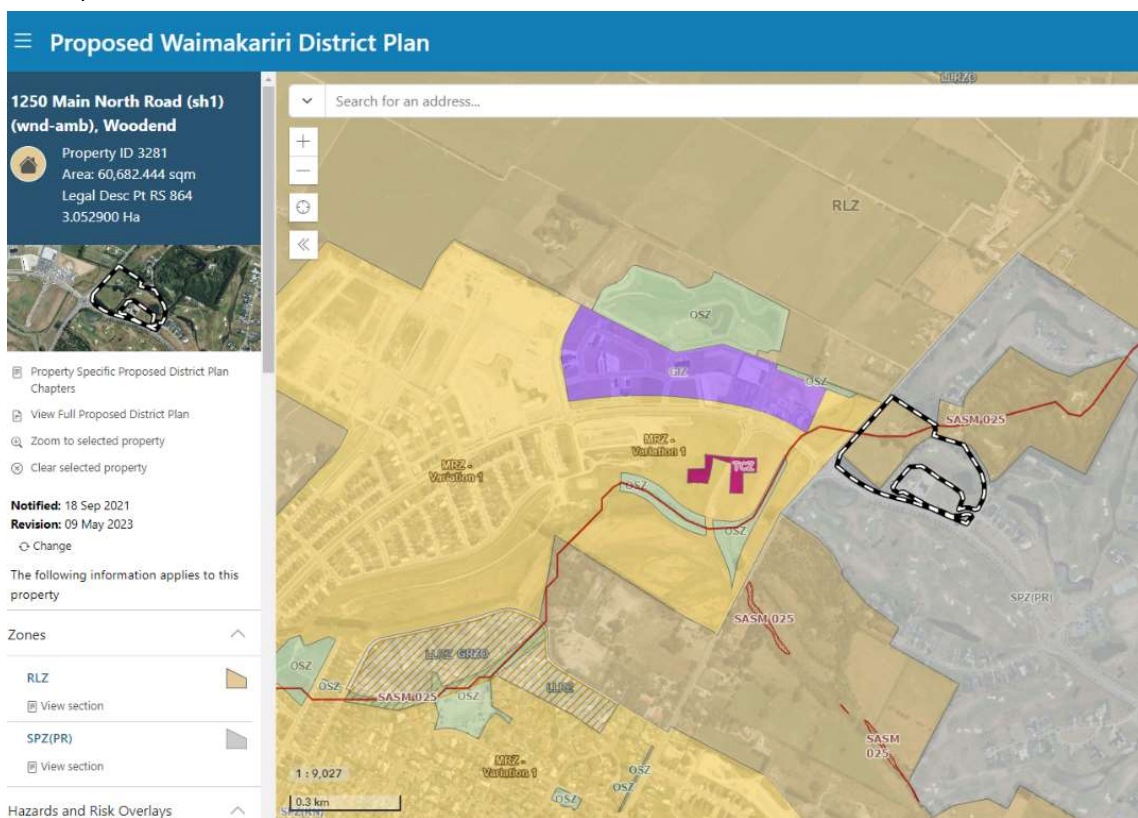 Proposed Waimakariri District Plan
1250 Main North Road (sh1)
(wnd-amb), Woodend
Property ID 3281
Area: 60,682.444 sqm
Legal Desc Pt RS 864
3.052900 Ha
Property Specific Proposed District Plan
Chapters
View Full Proposed District Plan
Zoom to selected property
Clear selected property
Notified: 18 Sep 2021
Revision: 09 May 2023
Change
The following information applies to this
property
Zones
RLZ
View section
SPZ(PR)
View section
Hazards and Risk Overlays
Search for an address...
RLZ
OSZ
GIZ
OSZ
SASM 025
MRZ -
Variation 1
MRZ -
Variation 1
TCZ
OSZ
OSZ
SPZ(PR)
SASM 025
OSZ
OSZ
SASM 025
OSZ
LLRZ
SASM
025
MRZ -
Variation 1
OSZ
OSZ
OSZ
1 : 9,027
0.3 km